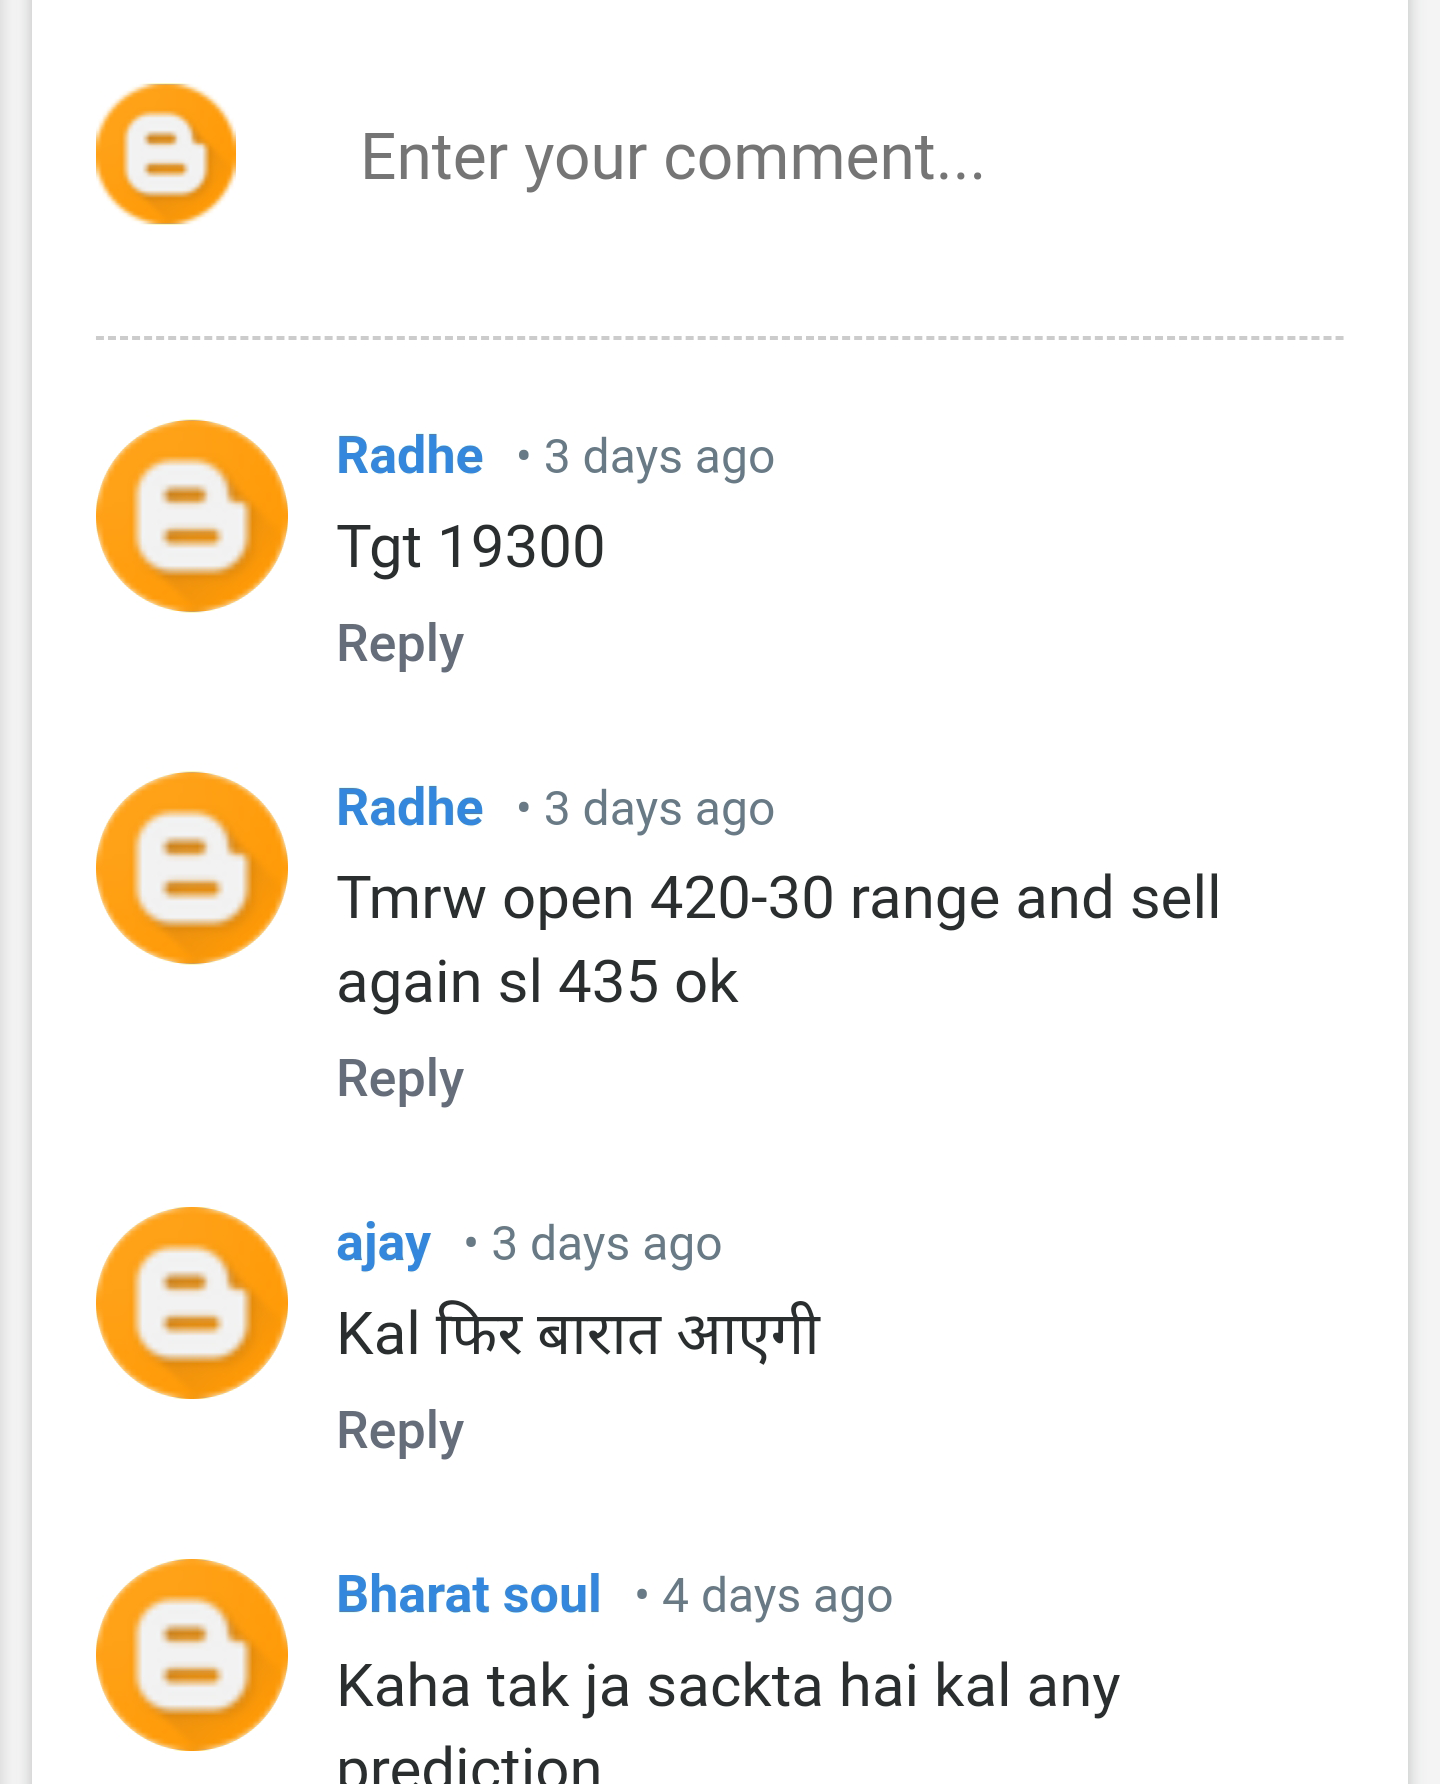 Enter your comment...
Radhe • 3 days ago
Tgt 19300
Reply
Radhe • 3 days ago
Tmrw open 420-30 range and sell
again sl 435 ok
Reply
ajay • 3 days ago
Kal फिर बारात आएगी
Reply
Bharat soul • 4 days ago
Kaha tak ja sackta hai kal any
prediction